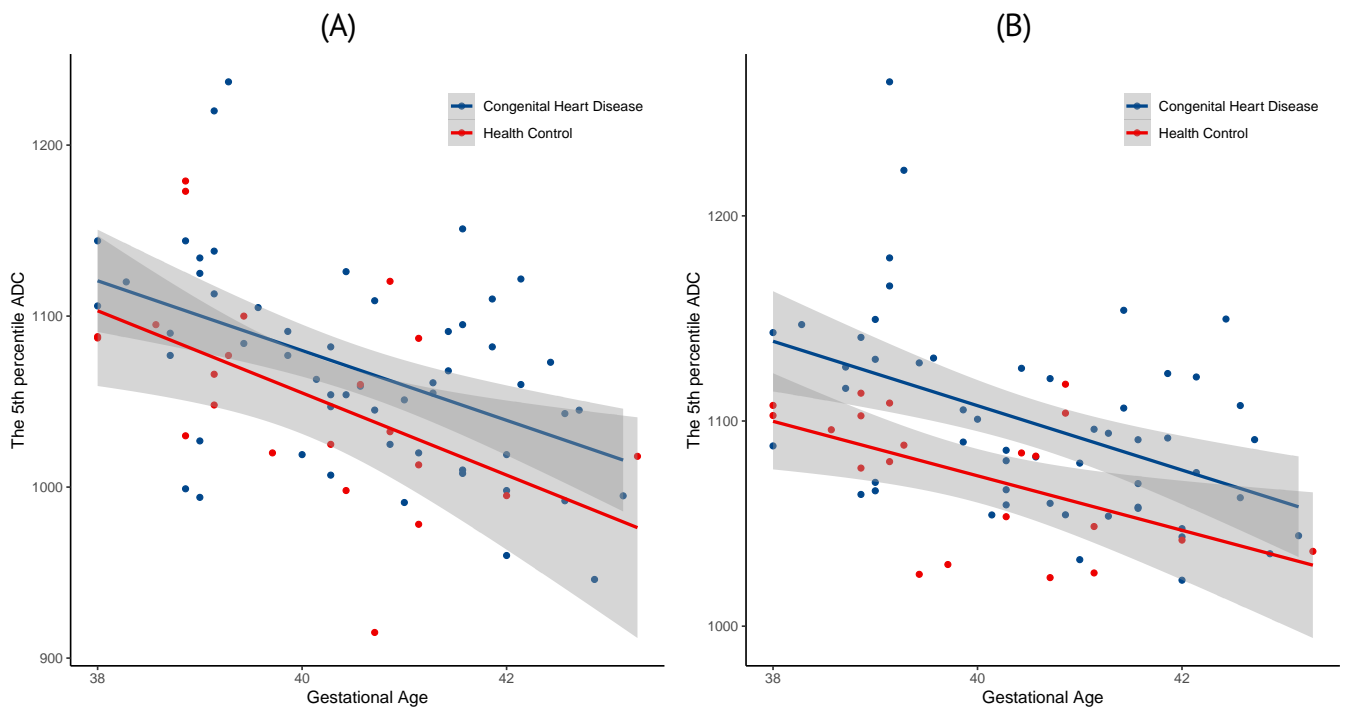 (A)
The 5th percentile ADC
1200
1100
1000
900
38
40
42
Gestational Age
Congenital Heart Disease
Health Control
(B)
The 5th percentile ADC
1200
1100
1000
38
40
42
Gestational Age
Congenital Heart Disease
Health Control